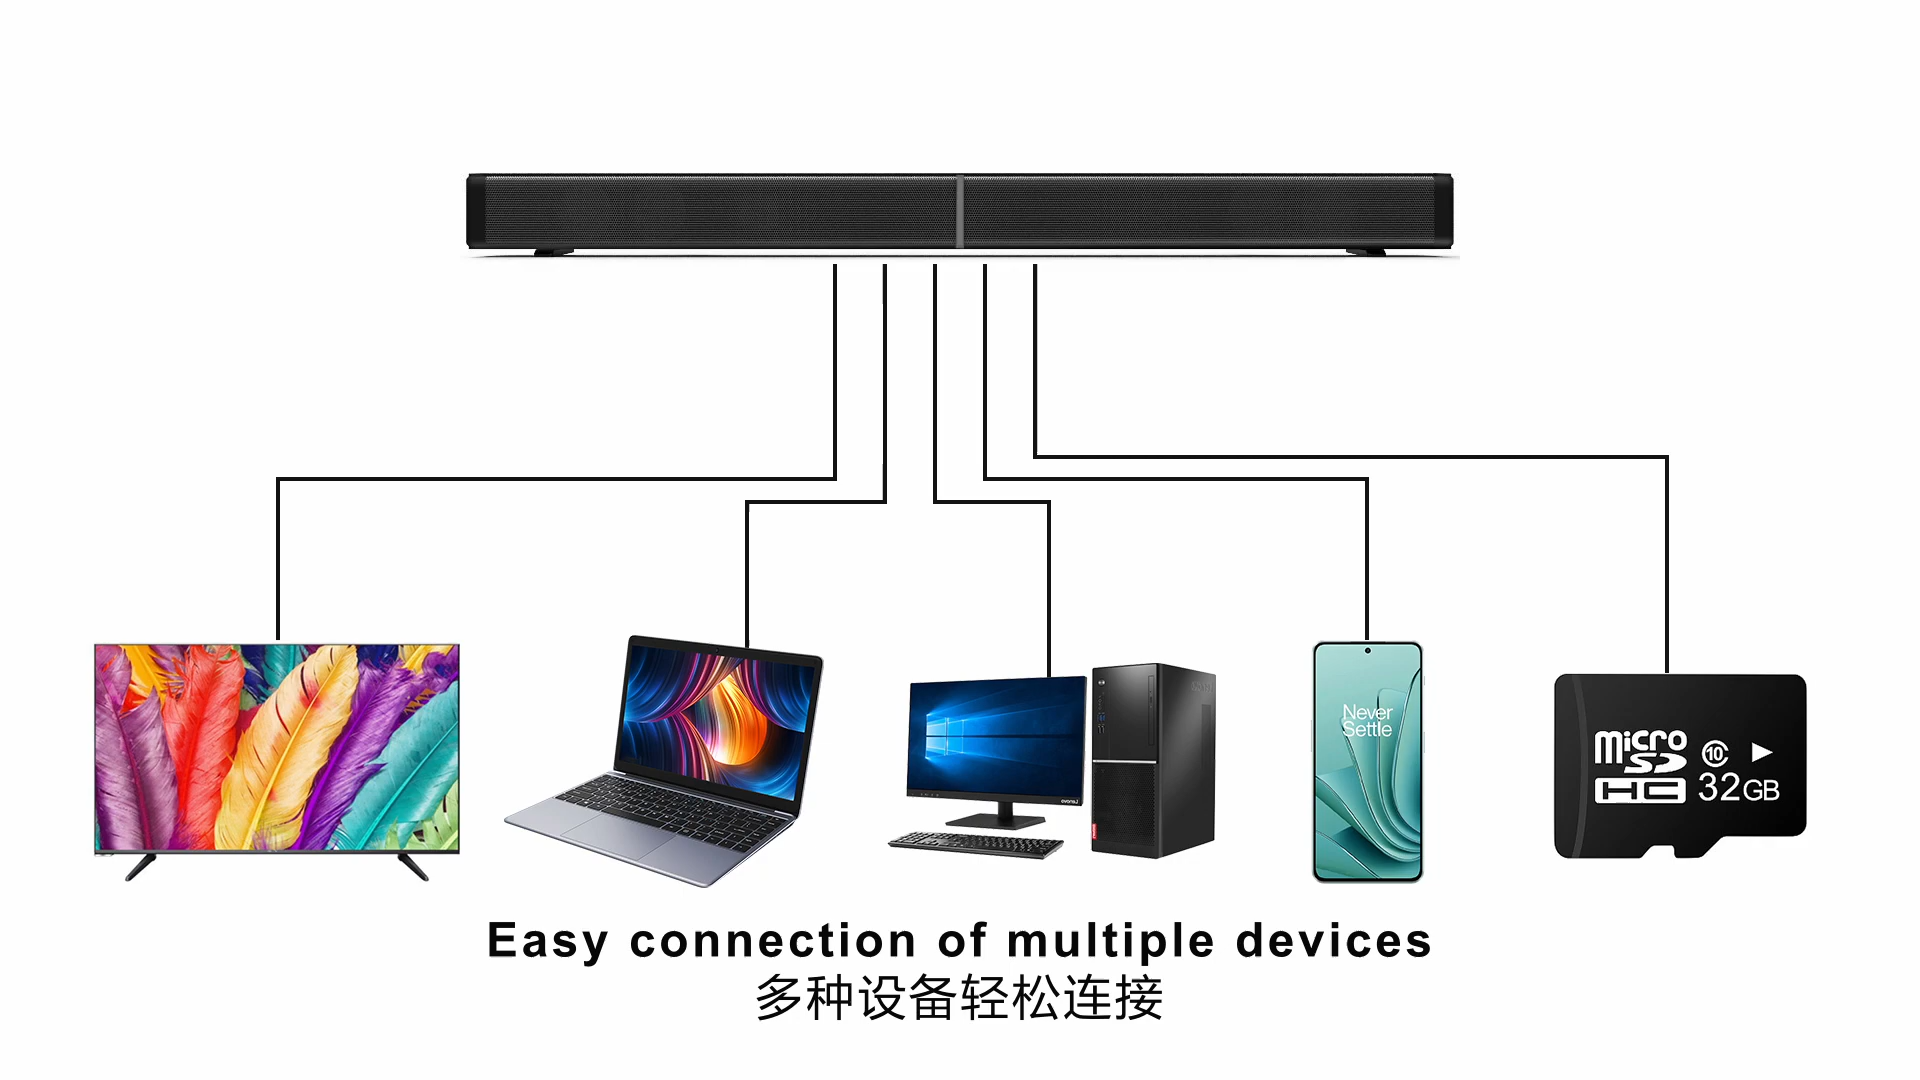 Never
Settle
Lenovo
micro
SD
HC
10
32GB
Easy connection of multiple devices
多种设备轻松连接